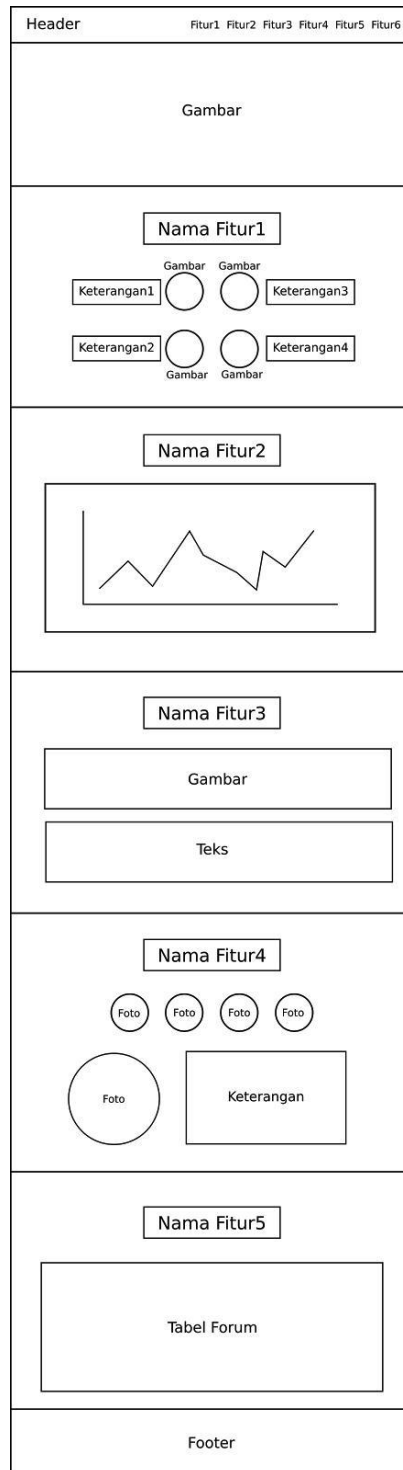 Header Fitur1 Fitur2 Fitur3 Fitur4 Fitur5 Fitur6
Gambar
Nama Fitur1
Gambar Gambar
Keterangan1 Keterangan3
Keterangan2 Keterangan4
Gambar Gambar
Nama Fitur2
Nama Fitur3
Gambar
Teks
Nama Fitur4
Foto Foto Foto Foto
Foto Keterangan
Nama Fitur5
Tabel Forum
Footer